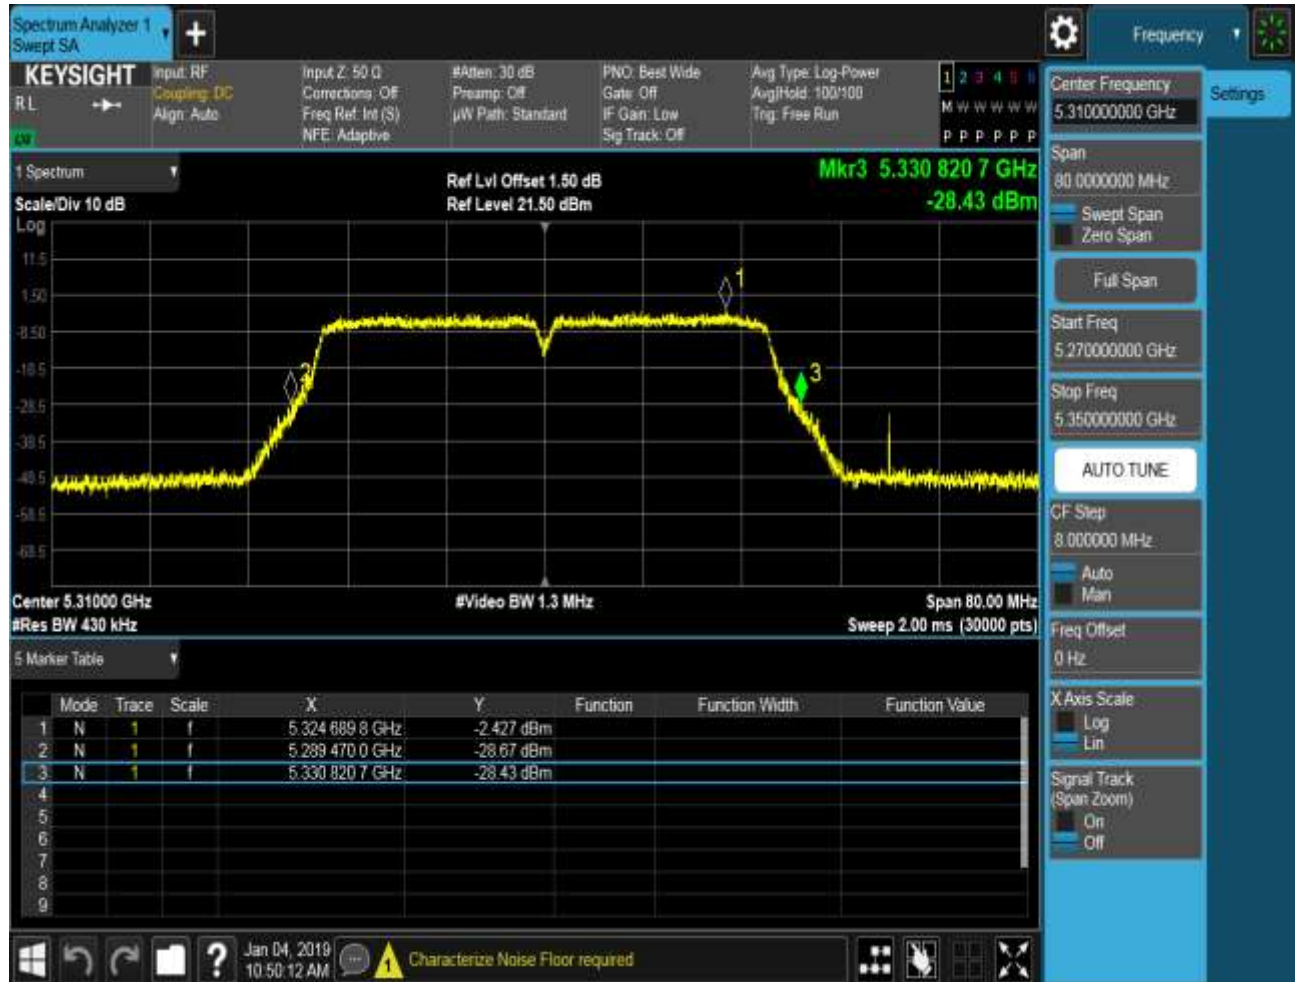 Spectrum Analyzer 1
Swept SA
Frequency
KEYSIGHT
R L
Input: RF
Coupling: DC
Align: Auto
Input Z: 50 Ω
Corrections: Off
Freq Ref: Int (S)
NFE: Adaptive
#Atten: 30 dB
Preamp: Off
µW Path: Standard
PNO: Best Wide
Gate: Off
IF Gain: Low
Sig Track: Off
Avg Type: Log-Power
Avg|Hold: 100/100
Trig: Free Run
1 2 3 4 5 6
M W W W W W
P P P P P P
1 Spectrum
Scale/Div 10 dB
Ref Lvl Offset 1.50 dB
Ref Level 21.50 dBm
Mkr3 5.330 820 7 GHz
-28.43 dBm
Log
11.5
1.50
-8.50
-18.5
-28.5
-38.5
-48.5
-58.5
-68.5
1
2
3
Center 5.31000 GHz
#Video BW 1.3 MHz
Span 80.00 MHz
#Res BW 430 kHz
Sweep 2.00 ms (30000 pts)
5 Marker Table
Mode Trace Scale X Y Function Function Width Function Value
1 N 1 f 5.324 689 8 GHz -2.427 dBm
2 N 1 f 5.289 470 0 GHz -28.67 dBm
3 N 1 f 5.330 820 7 GHz -28.43 dBm
4
5
6
7
8
9
Jan 04, 2019
10:50:12 AM
Characterize Noise Floor required
Center Frequency
5.310000000 GHz
Settings
Span
80.0000000 MHz
Swept Span
Zero Span
Full Span
Start Freq
5.270000000 GHz
Stop Freq
5.350000000 GHz
AUTO TUNE
CF Step
8.000000 MHz
Auto
Man
Freq Offset
0 Hz
X Axis Scale
Log
Lin
Signal Track
(Span Zoom)
On
Off